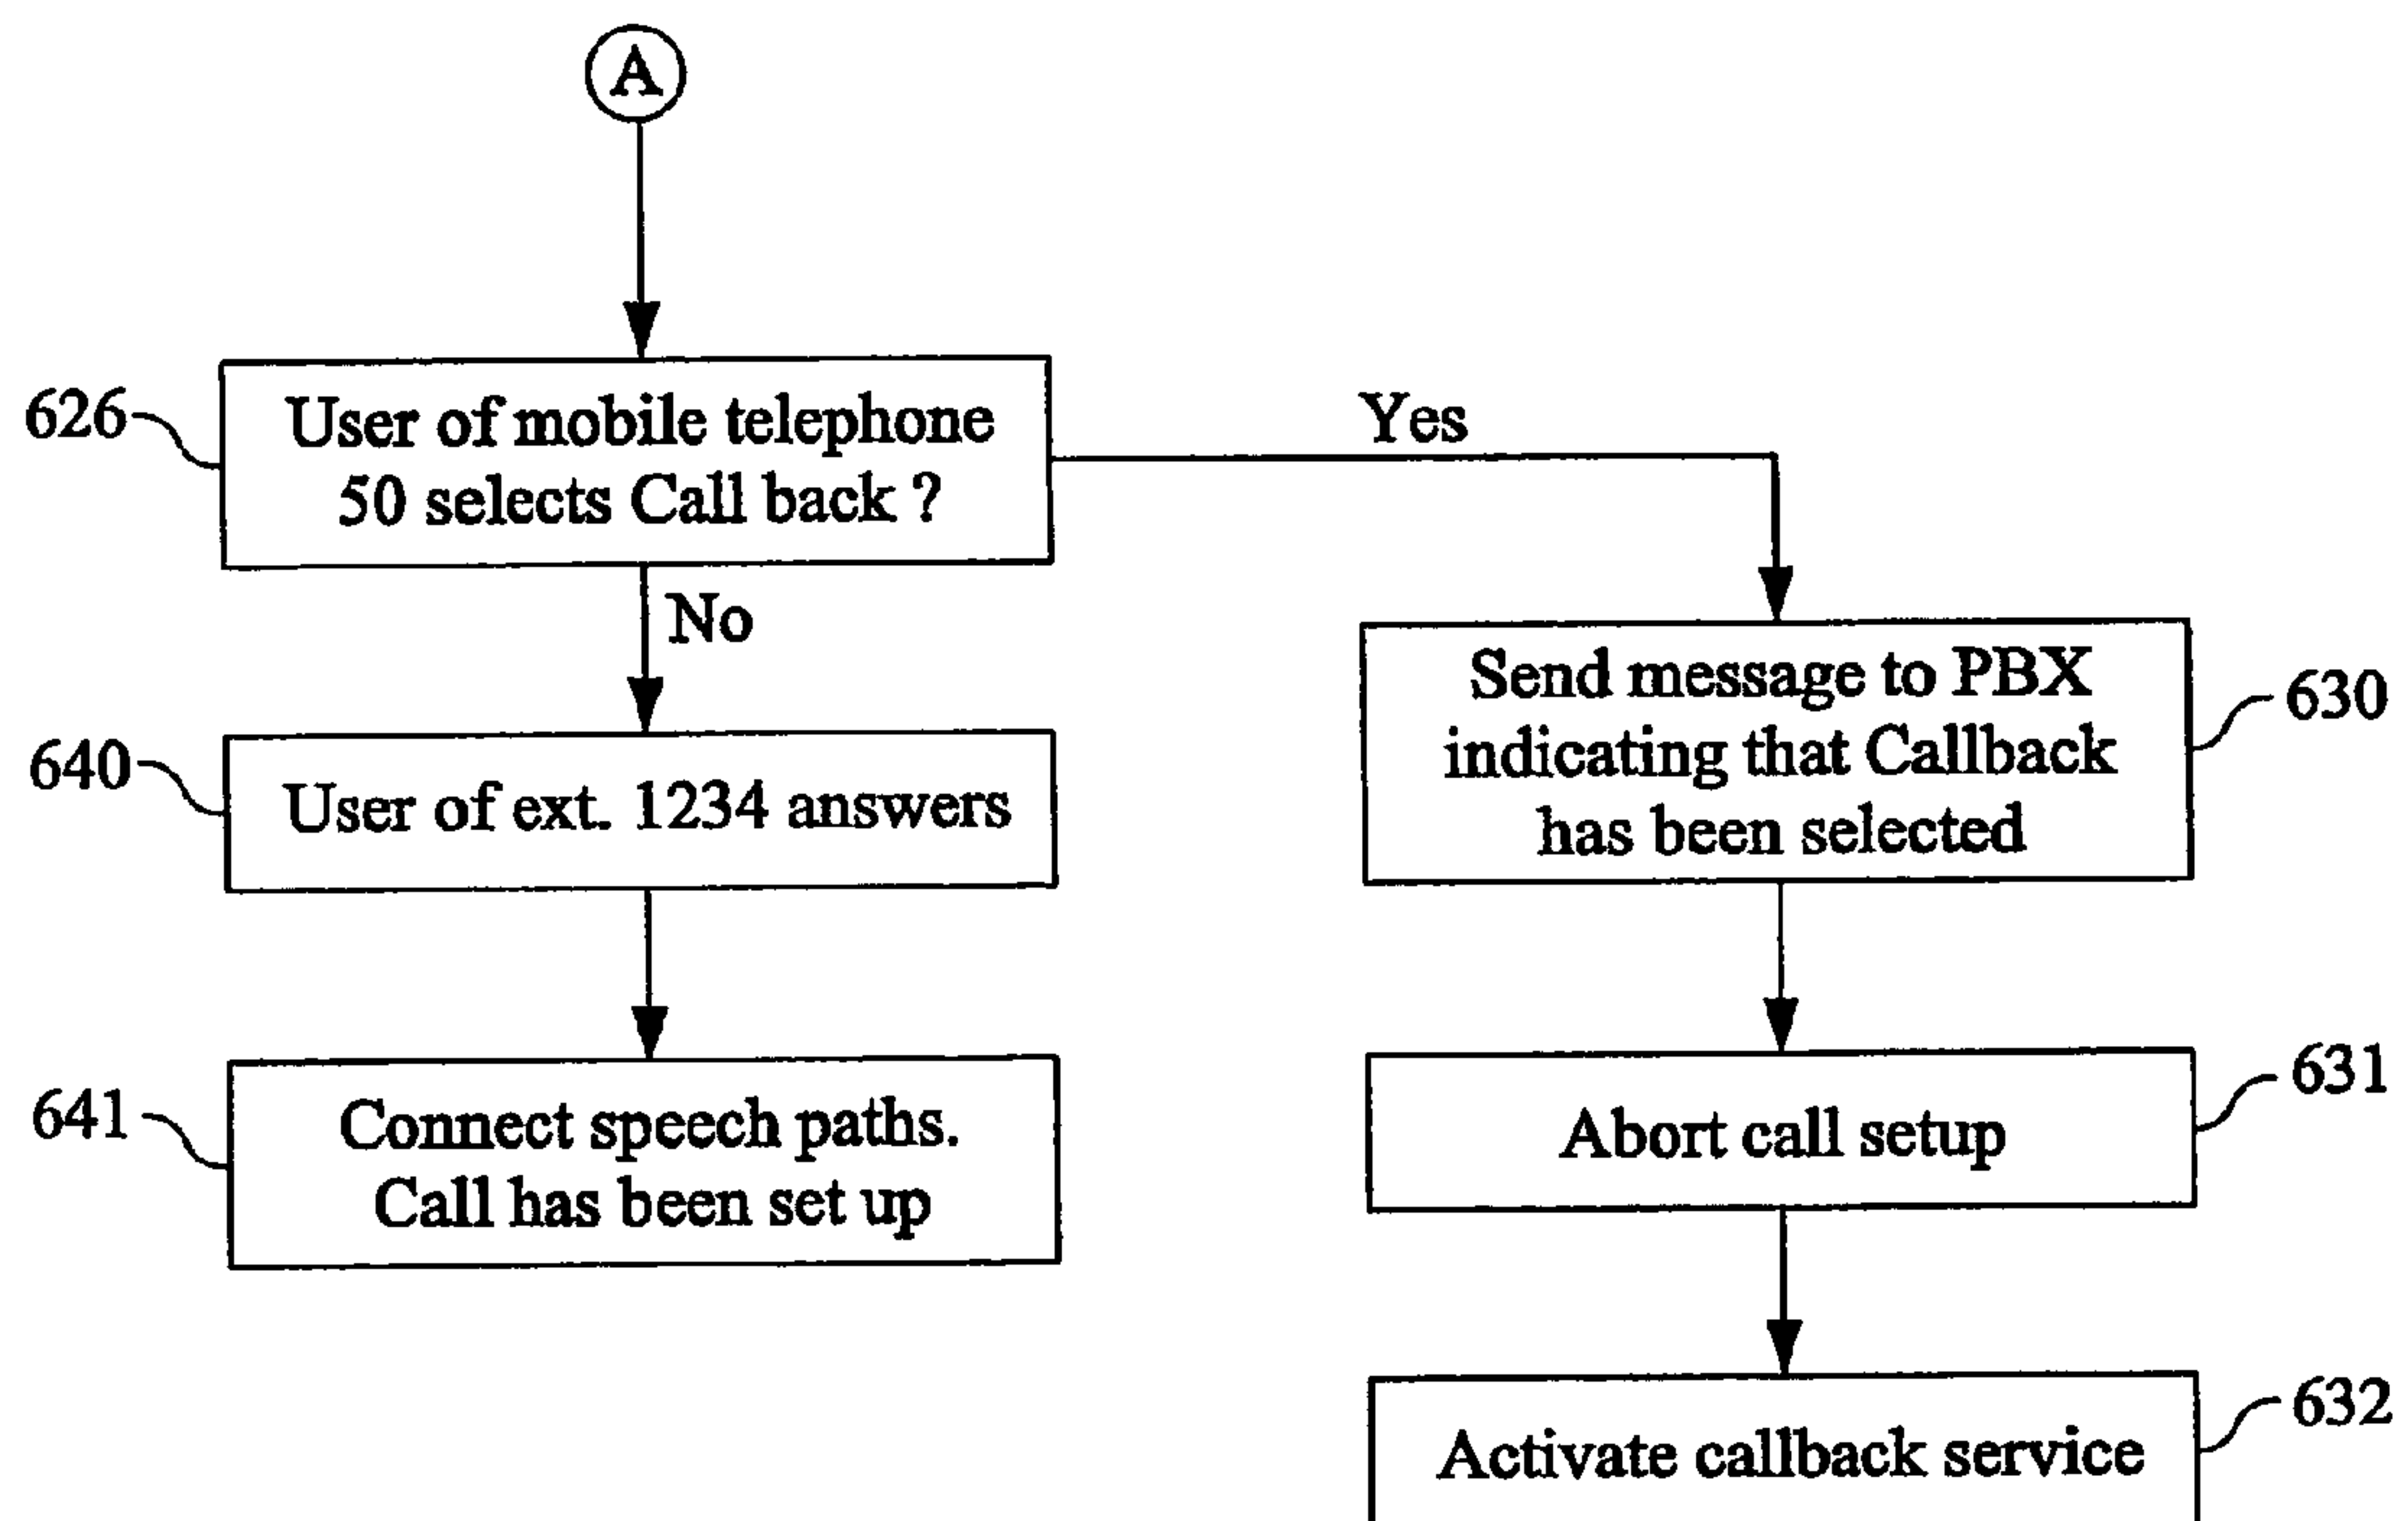 A
626
User of mobile telephone
50 selects Call back ?
Yes
No
Send message to PBX
indicating that Callback
has been selected
630
640
User of ext. 1234 answers
641
Connect speech paths.
Call has been set up
Abort call setup
631
Activate callback service
632